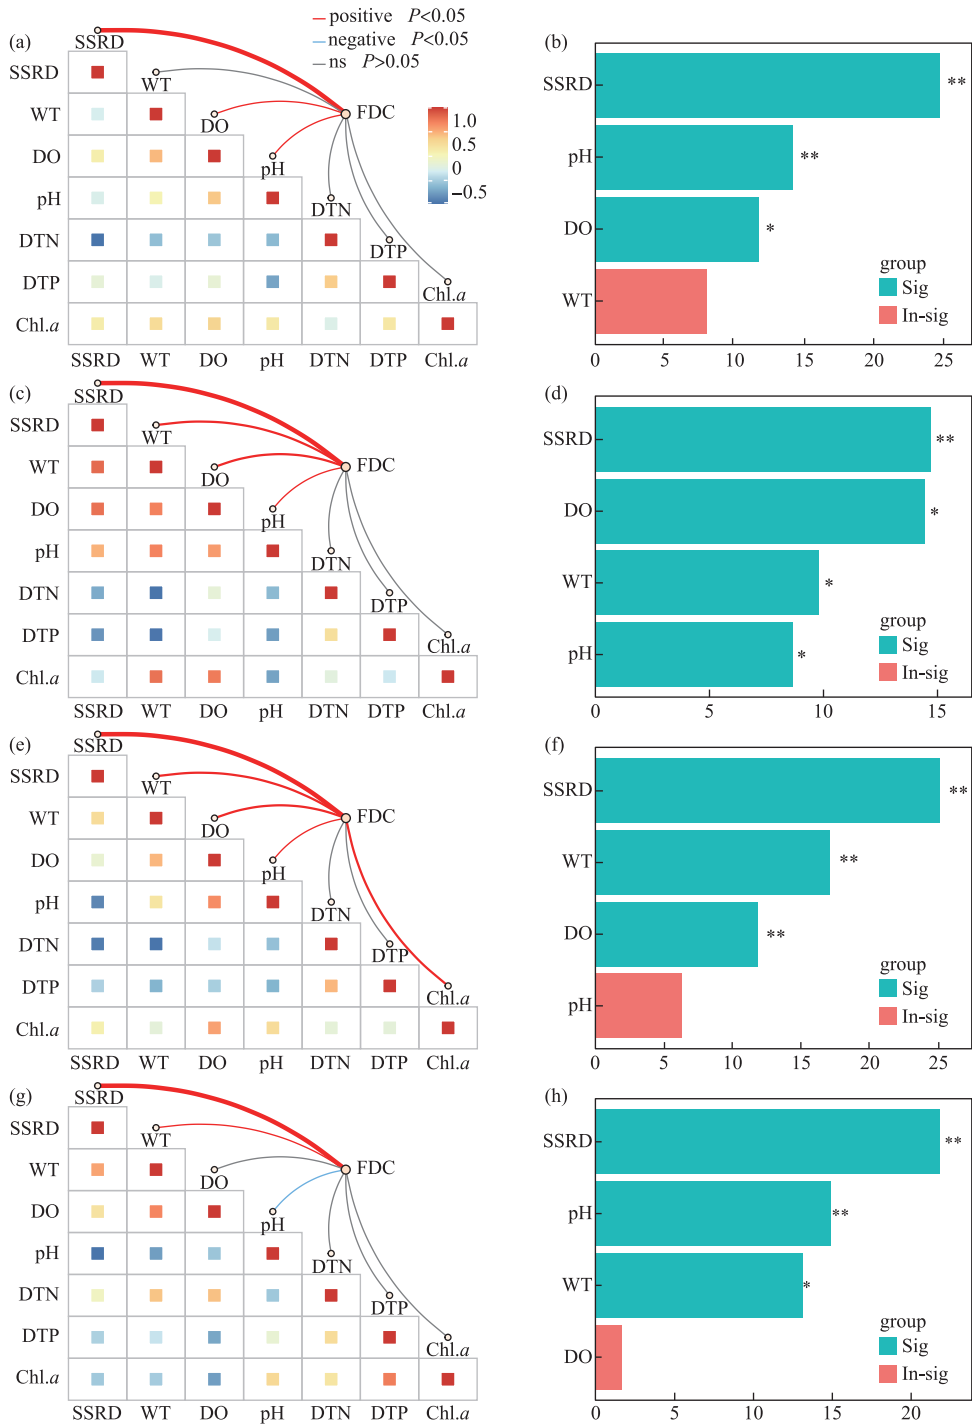 positive P<0.05
negative P<0.05
ns P>0.05
(a)
SSRD
WT
DO
pH
DTN
DTP
Chl.a
FDC
1.0
0.5
0
−0.5
SSRD
WT
DO
pH
DTN
DTP
Chl.a
SSRD WT DO pH DTN DTP Chl.a
(b)
SSRD **
pH **
DO *
WT
group
Sig
In-sig
0 5 10 15 20 25
(c)
SSRD
WT
DO
pH
DTN
DTP
Chl.a
FDC
SSRD
WT
DO
pH
DTN
DTP
Chl.a
SSRD WT DO pH DTN DTP Chl.a
(d)
SSRD **
DO *
WT *
pH *
group
Sig
In-sig
0 5 10 15
(e)
SSRD
WT
DO
pH
DTN
DTP
Chl.a
FDC
SSRD
WT
DO
pH
DTN
DTP
Chl.a
SSRD WT DO pH DTN DTP Chl.a
(f)
SSRD **
WT **
DO **
pH
group
Sig
In-sig
0 5 10 15 20 25
(g)
SSRD
WT
DO
pH
DTN
DTP
Chl.a
FDC
SSRD
WT
DO
pH
DTN
DTP
Chl.a
SSRD WT DO pH DTN DTP Chl.a
(h)
SSRD **
pH **
WT *
DO
group
Sig
In-sig
0 5 10 15 20